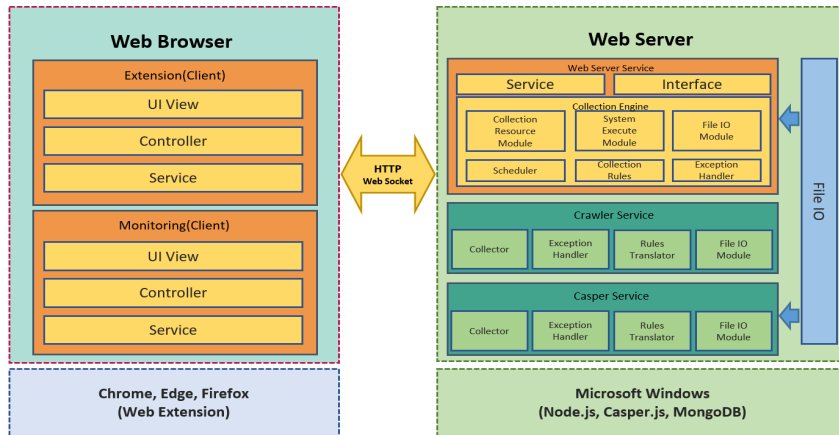 Web Browser
Extension(Client)
UI View
Controller
Service
Monitoring(Client)
UI View
Controller
Service
Chrome, Edge, Firefox
(Web Extension)
HTTP
Web Socket
Web Server
Web Server Service
Service
Interface
Collection Engine
Collection
Resource
Module
System
Execute
Module
File IO
Module
Scheduler
Collection
Rules
Exception
Handler
Crawler Service
Collector
Exception
Handler
Rules
Translator
File IO
Module
Casper Service
Collector
Exception
Handler
Rules
Translator
File IO
Module
File IO
Microsoft Windows
(Node.js, Casper.js, MongoDB)